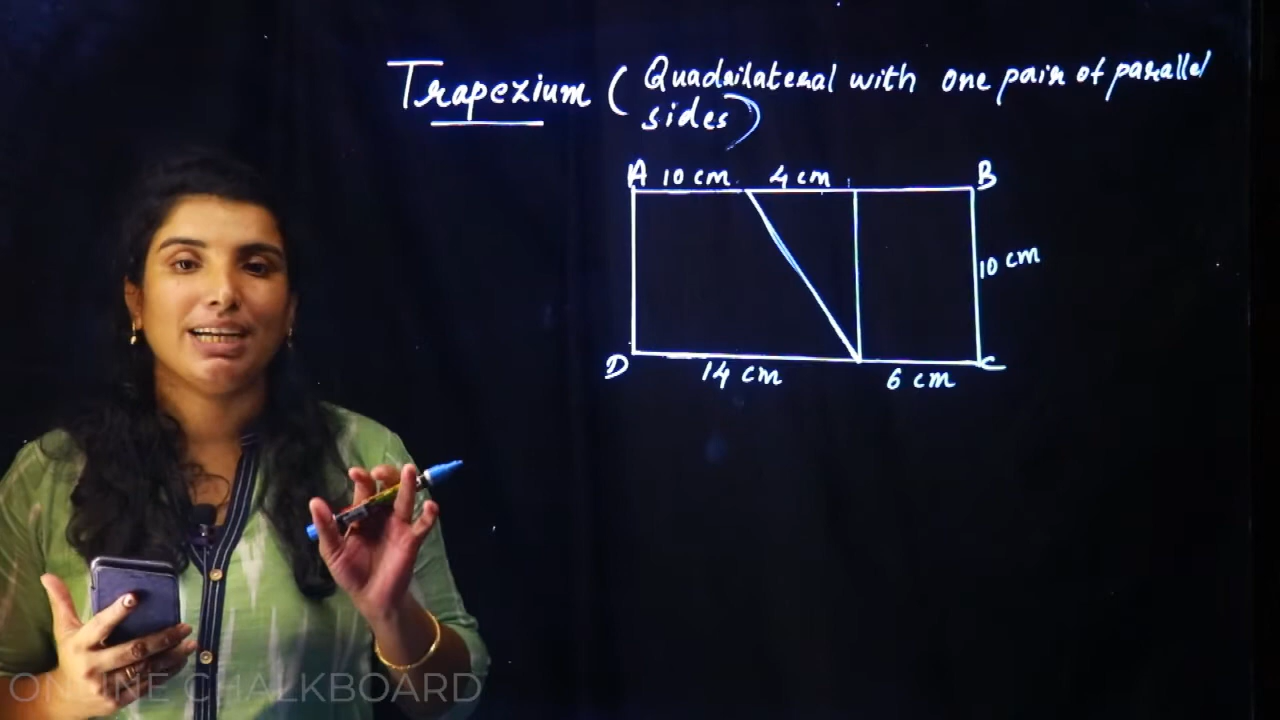 Trapezium (Quadrilateral with one pair of parallel
sides)
A 10 cm 4 cm B
10 cm
D 14 cm 6 cm C
ONLINE CHALKBOARD